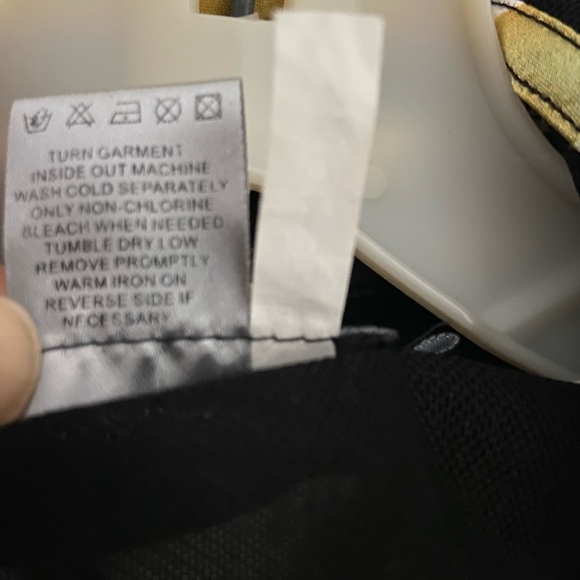 TURN GARMENT
INSIDE OUT MACHINE
WASH COLD SEPARATELY
ONLY NON-CHLORINE
BLEACH WHEN NEEDED
TUMBLE DRY LOW
REMOVE PROMPTLY
WARM IRON ON
REVERSE SIDE IF
NECESSARY